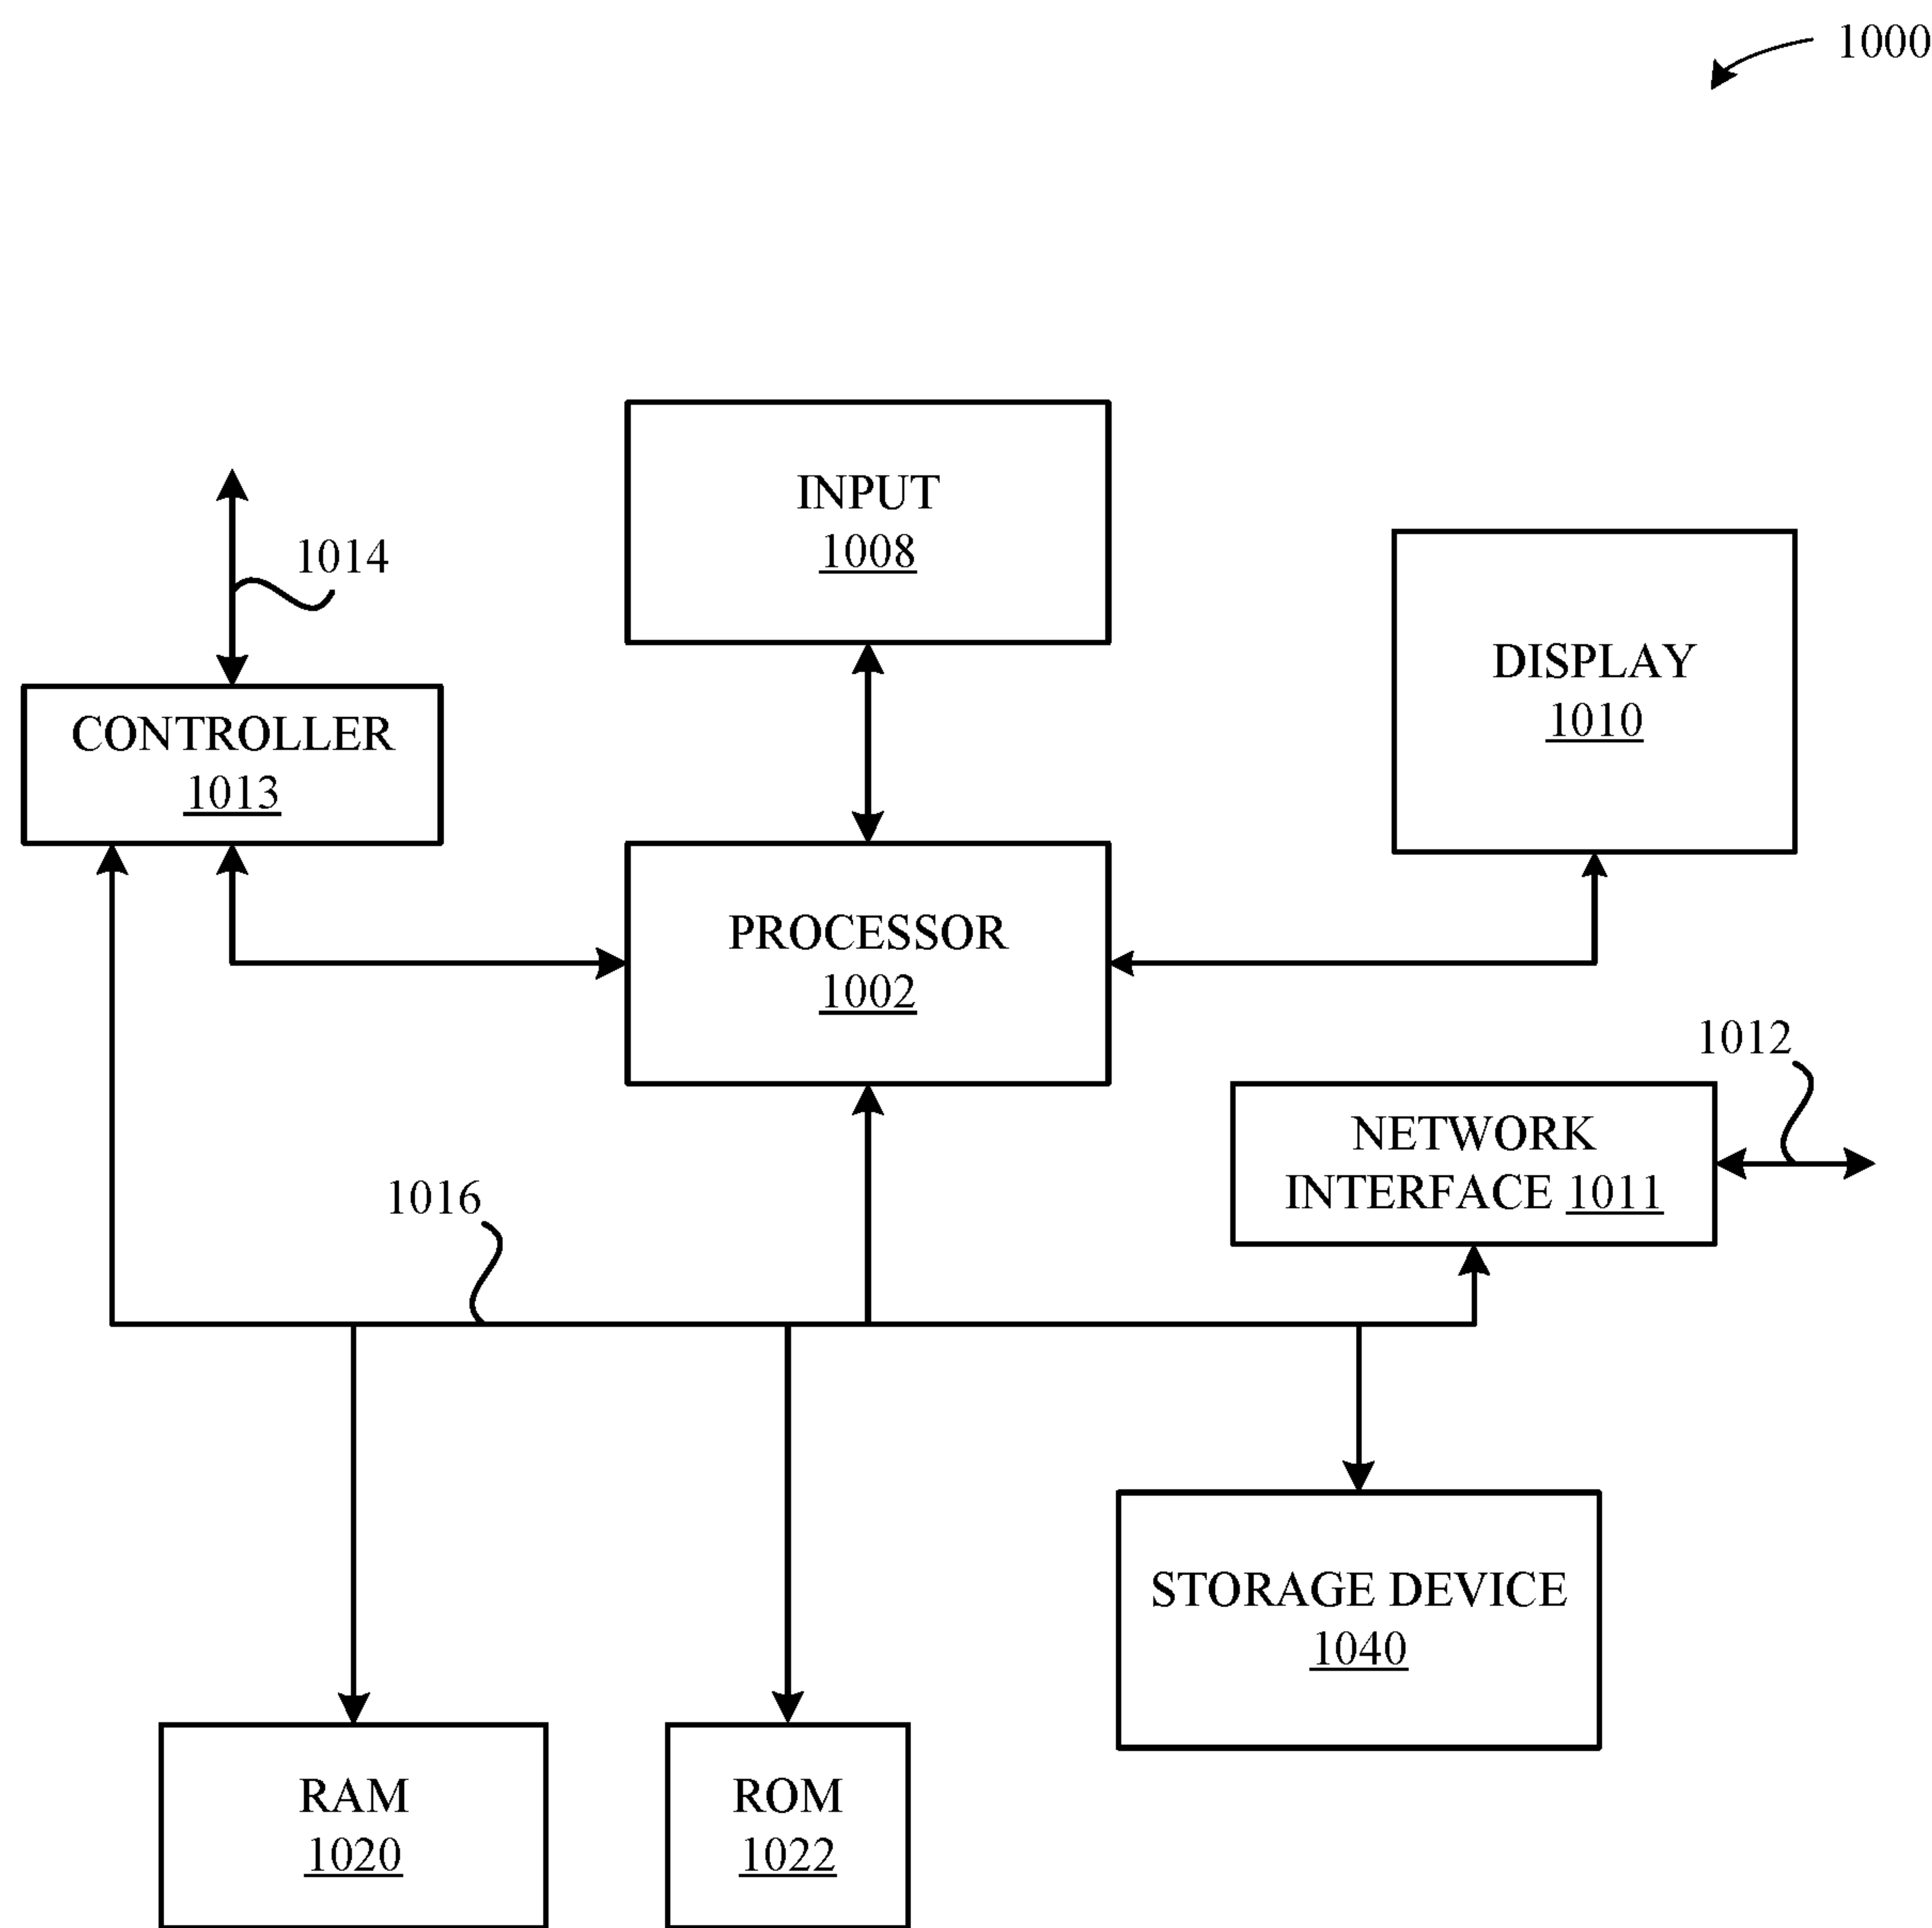 1000
INPUT
1008
1014
DISPLAY
1010
CONTROLLER
1013
PROCESSOR
1002
1012
NETWORK
INTERFACE 1011
1016
STORAGE DEVICE
1040
RAM
1020
ROM
1022